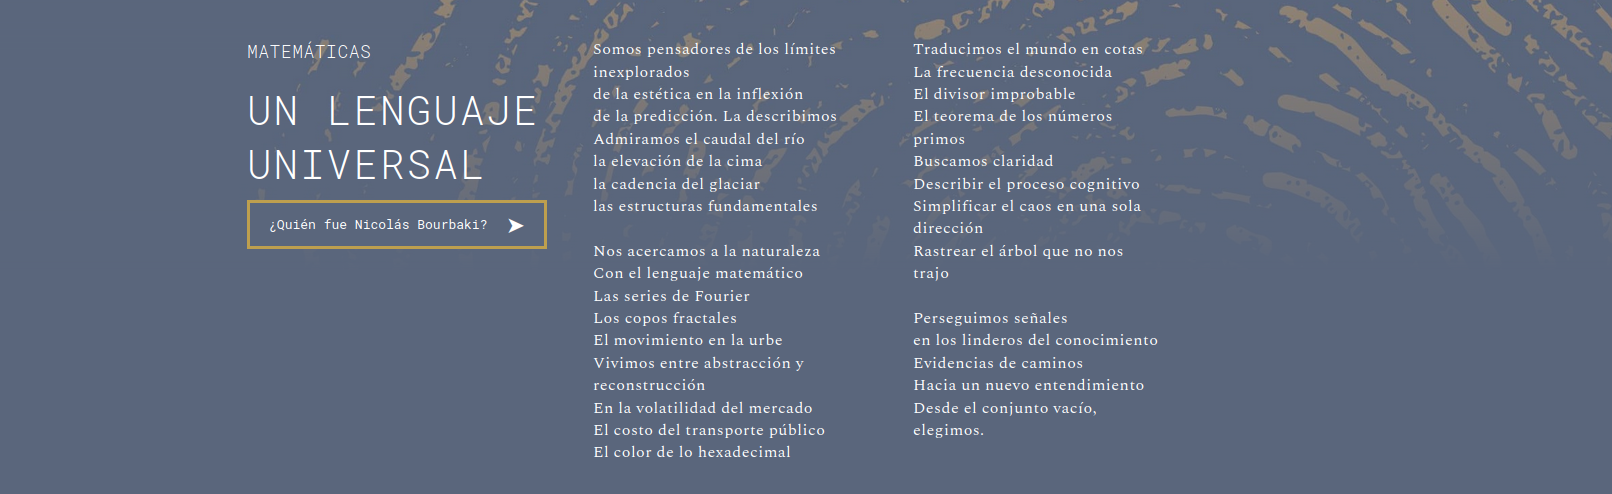 MATEMÁTICAS
UN LENGUAJE
UNIVERSAL
¿Quién fue Nicolás Bourbaki?
Somos pensadores de los límites
inexplorados
de la estética en la inflexión
de la predicción. La describimos
Admiramos el caudal del río
la elevación de la cima
la cadencia del glaciar
las estructuras fundamentales
Nos acercamos a la naturaleza
Con el lenguaje matemático
Las series de Fourier
Los copos fractales
El movimiento en la urbe
Vivimos entre abstracción y
reconstrucción
En la volatilidad del mercado
El costo del transporte público
El color de lo hexadecimal
Traducimos el mundo en cotas
La frecuencia desconocida
El divisor improbable
El teorema de los números
primos
Buscamos claridad
Describir el proceso cognitivo
Simplificar el caos en una sola
dirección
Rastrear el árbol que no nos
trajo
Perseguimos señales
en los linderos del conocimiento
Evidencias de caminos
Hacia un nuevo entendimiento
Desde el conjunto vacío,
elegimos.